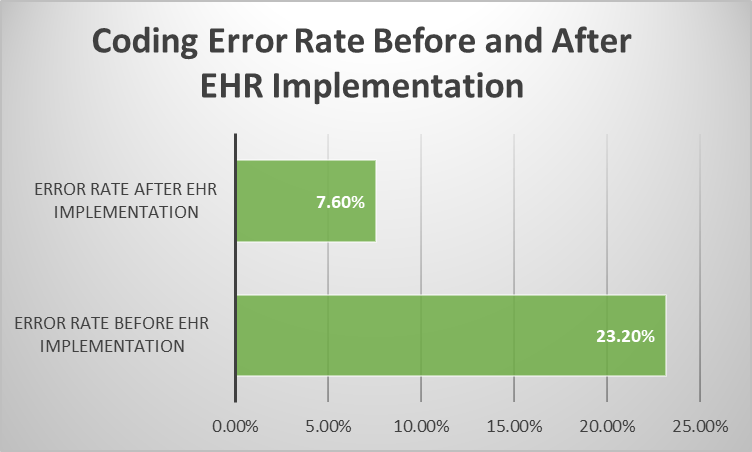 Coding Error Rate Before and After
EHR Implementation
ERROR RATE AFTER EHR
IMPLEMENTATION
7.60%
ERROR RATE BEFORE EHR
IMPLEMENTATION
23.20%
0.00% 5.00% 10.00% 15.00% 20.00% 25.00%